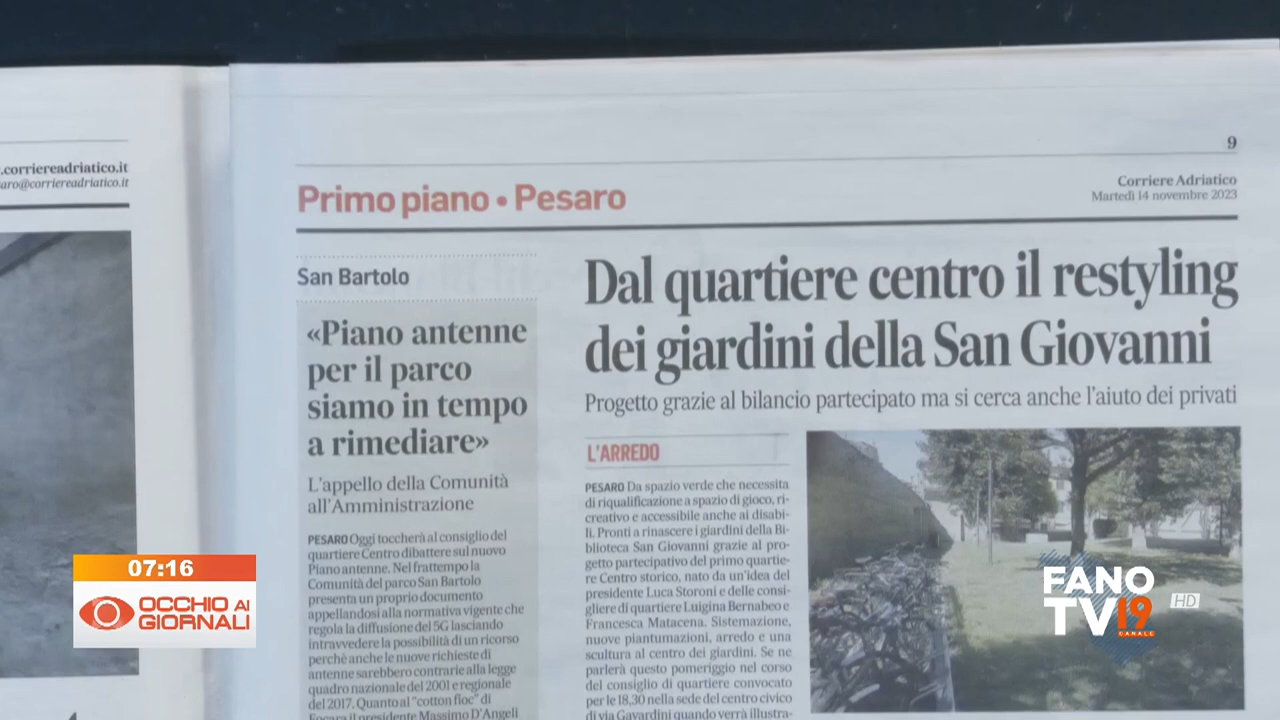 .corriereadriatico.it
aro@corriereadriatico.it
9
Corriere Adriatico
Martedì 14 novembre 2023
Primo piano • Pesaro
San Bartolo
«Piano antenne
per il parco
siamo in tempo
a rimediare»
L'appello della Comunità
all'Amministrazione
PESARO Oggi toccherà al consiglio del
quartiere Centro dibattere sul nuovo
Piano antenne. Nel frattempo la
Comunità del parco San Bartolo
presenta un proprio documento
appellandosi alla normativa vigente che
regola la diffusione del 5G lasciando
intravvedere la possibilità di un ricorso
perchè anche le nuove richieste di
antenne sarebbero contrarie alla legge
quadro nazionale del 2001 e regionale
del 2017. Quanto al "cotton fioc" di
Focara il presidente Massimo D'Angeli
Dal quartiere centro il restyling
dei giardini della San Giovanni
Progetto grazie al bilancio partecipato ma si cerca anche l'aiuto dei privati
L'ARREDO
PESARO Da spazio verde che necessita
di riqualificazione a spazio di gioco, ri-
creativo e accessibile anche ai disabi-
li. Pronti a rinascere i giardini della Bi-
blioteca San Giovanni grazie al pro-
getto partecipativo del primo quartie-
re Centro storico, nato da un'idea del
presidente Luca Storoni e delle consi-
gliere di quartiere Luigina Bernabeo e
Francesca Matacena. Sistemazione,
nuove piantumazioni, arredo e una
scultura al centro dei giardini. Se ne
parlerà questo pomeriggio nel corso
del consiglio di quartiere convocato
per le 18,30 nella sede del centro civico
di via Gavardini quando verrà illustra-
07:16
OCCHIO AI
GIORNALI
FANO
TV 19
CANALE
HD